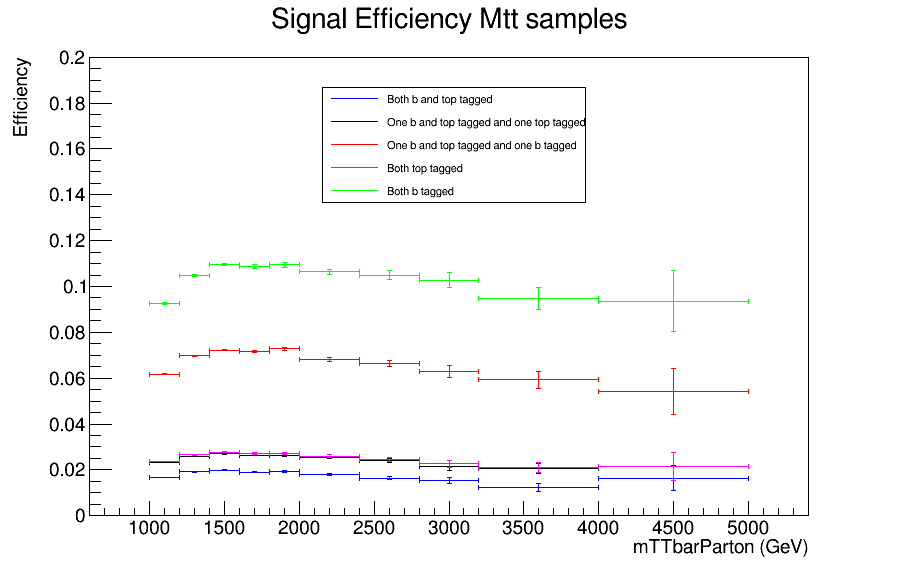 Signal Efficiency Mtt samples
Efficiency
0.2
0.18
0.16
0.14
0.12
0.1
0.08
0.06
0.04
0.02
0
Both b and top tagged
One b and top tagged and one top tagged
One b and top tagged and one b tagged
Both top tagged
Both b tagged
1000 1500 2000 2500 3000 3500 4000 4500 5000
mTTbarParton (GeV)